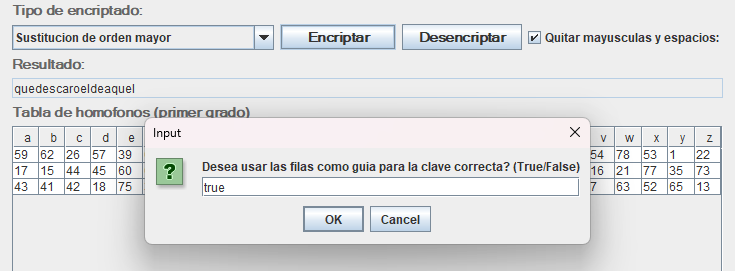 Tipo de encriptado:
Sustitucion de orden mayor Encriptar Desencriptar Quitar mayusculas y espacios:
Resultado:
quedescaroeldeaquel
Tabla de homofonos (primer grado)
Input
a b c d e v w x y z
59 62 26 57 39 54 78 53 1 22
Desea usar las filas como guia para la clave correcta? (True/False)
17 15 44 45 60 16 21 77 35 73
true
43 41 42 18 75 7 63 52 65 13
OK Cancel